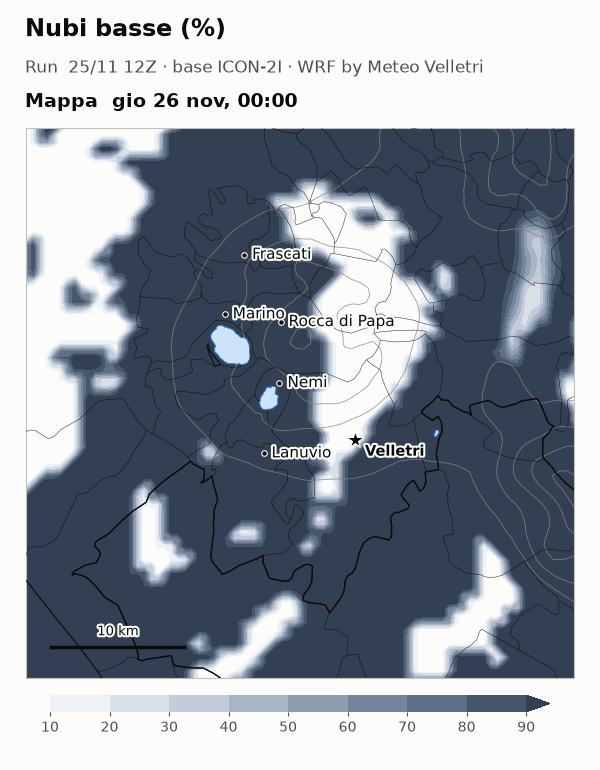 Nubi basse (%)
Run  25/11 12Z · base ICON-2I · WRF by Meteo Velletri
Mappa  gio 26 nov, 00:00
Frascati
Marino
Rocca di Papa
Nemi
Velletri
Lanuvio
10 km
10 20 30 40 50 60 70 80 90